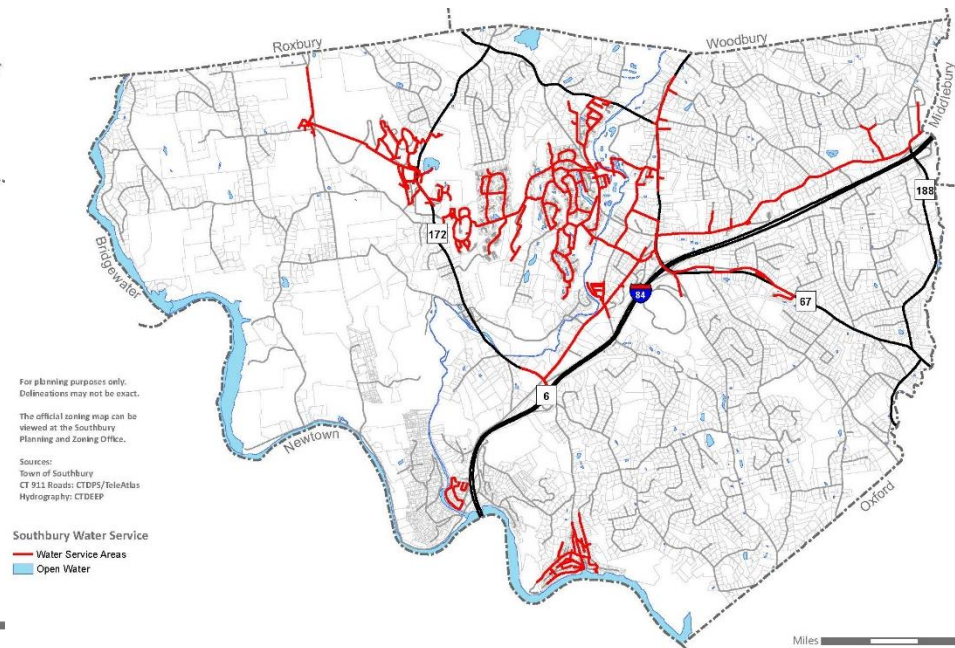 Roxbury
Woodbury
Middlebury
188
172
Bridgewater
84
67
6
For planning purposes only.
Delineations may not be exact.
The official zoning map can be
viewed at the Southbury
Planning and Zoning Office.
Newtown
Sources:
Town of Southbury
CT 911 Roads: CTDPS/TeleAtlas
Hydrography: CTDEEP
Oxford
Southbury Water Service
Water Service Areas
Open Water
Miles